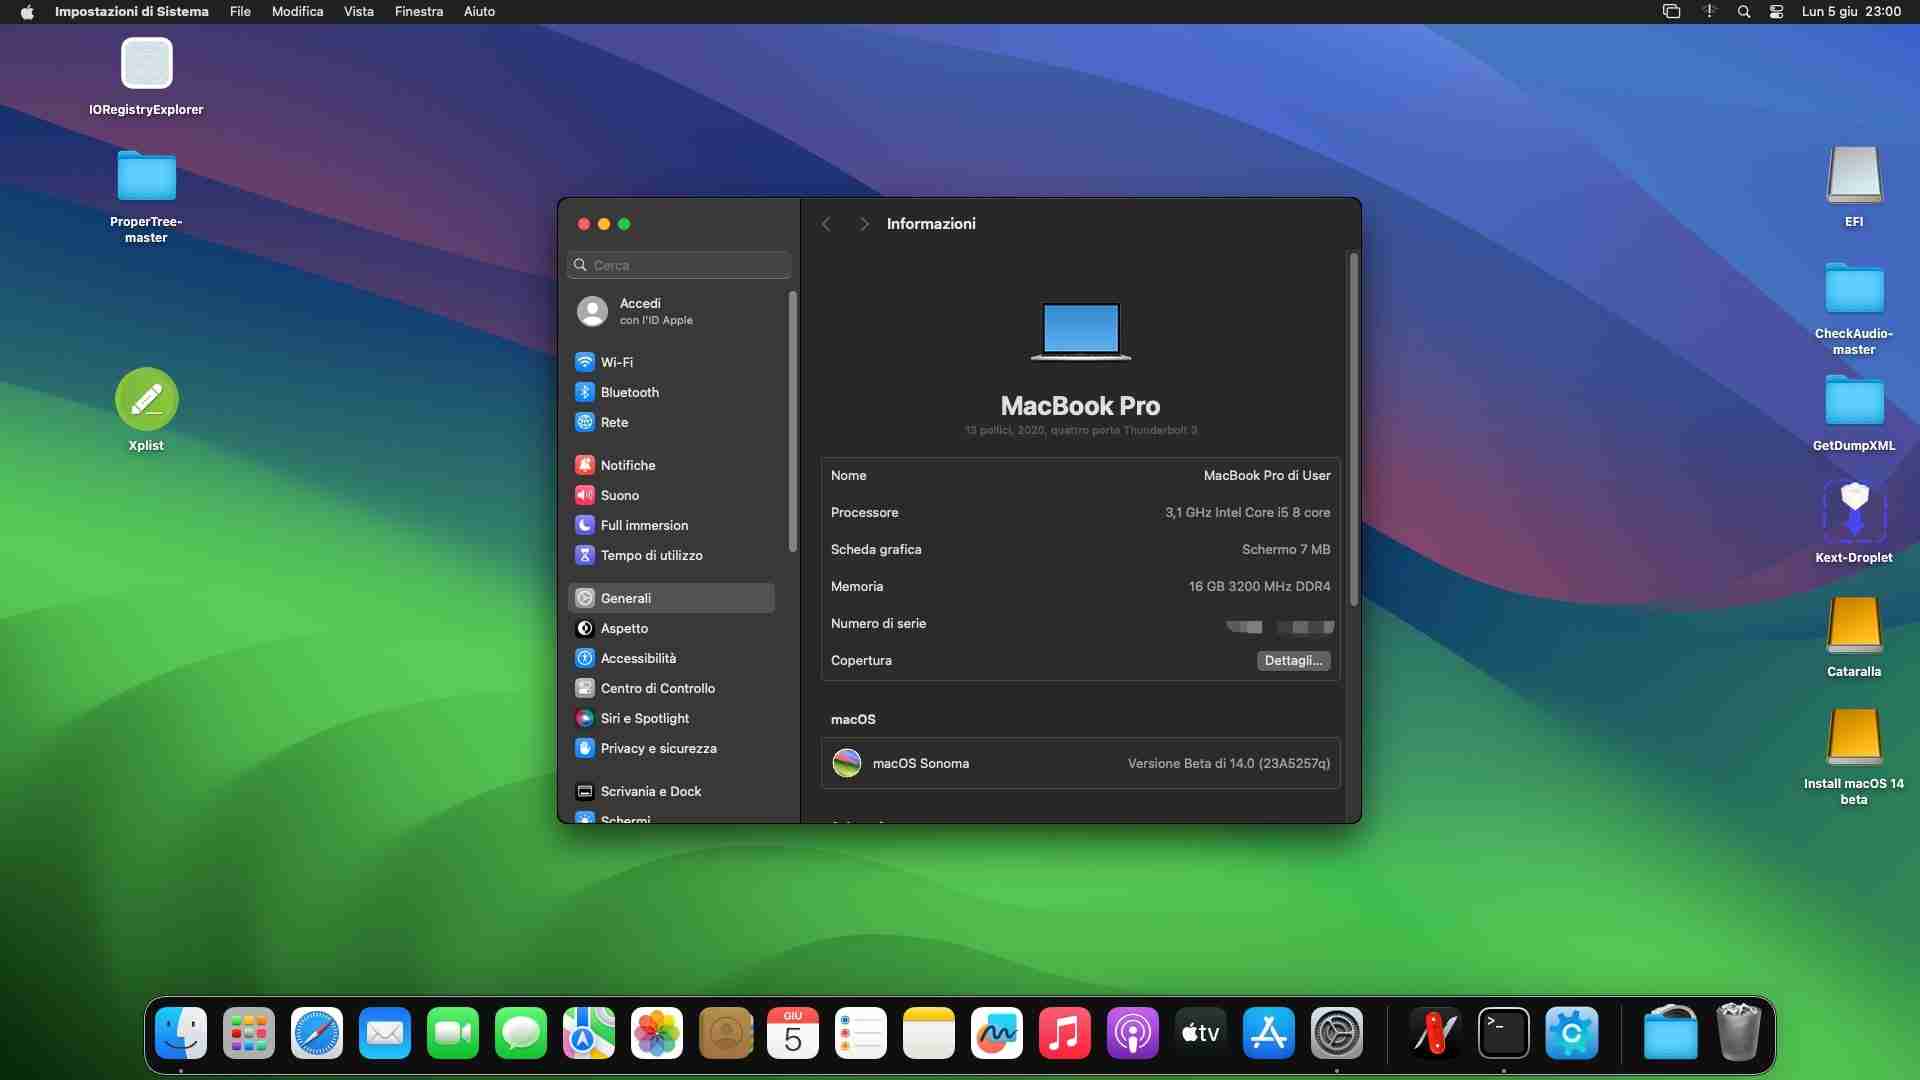 Impostazioni di Sistema File Modifica Vista Finestra Aiuto
Lun 5 giu 23:00
IORegistryExplorer
ProperTree-
master
Xplist
EFI
CheckAudio-
master
GetDumpXML
Kext-Droplet
Cataralla
Install macOS 14
beta
Cerca
Accedi
con l'ID Apple
Wi-Fi
Bluetooth
Rete
Notifiche
Suono
Full immersion
Tempo di utilizzo
Generali
Aspetto
Accessibilità
Centro di Controllo
Siri e Spotlight
Privacy e sicurezza
Scrivania e Dock
Schermi
Informazioni
MacBook Pro
13 pollici, 2020, quattro porte Thunderbolt 3
Nome MacBook Pro di User
Processore 3,1 GHz Intel Core i5 8 core
Scheda grafica Schermo 7 MB
Memoria 16 GB 3200 MHz DDR4
Numero di serie
Copertura Dettagli...
macOS
macOS Sonoma Versione Beta di 14.0 (23A5257q)
GIU
5
tv
>_